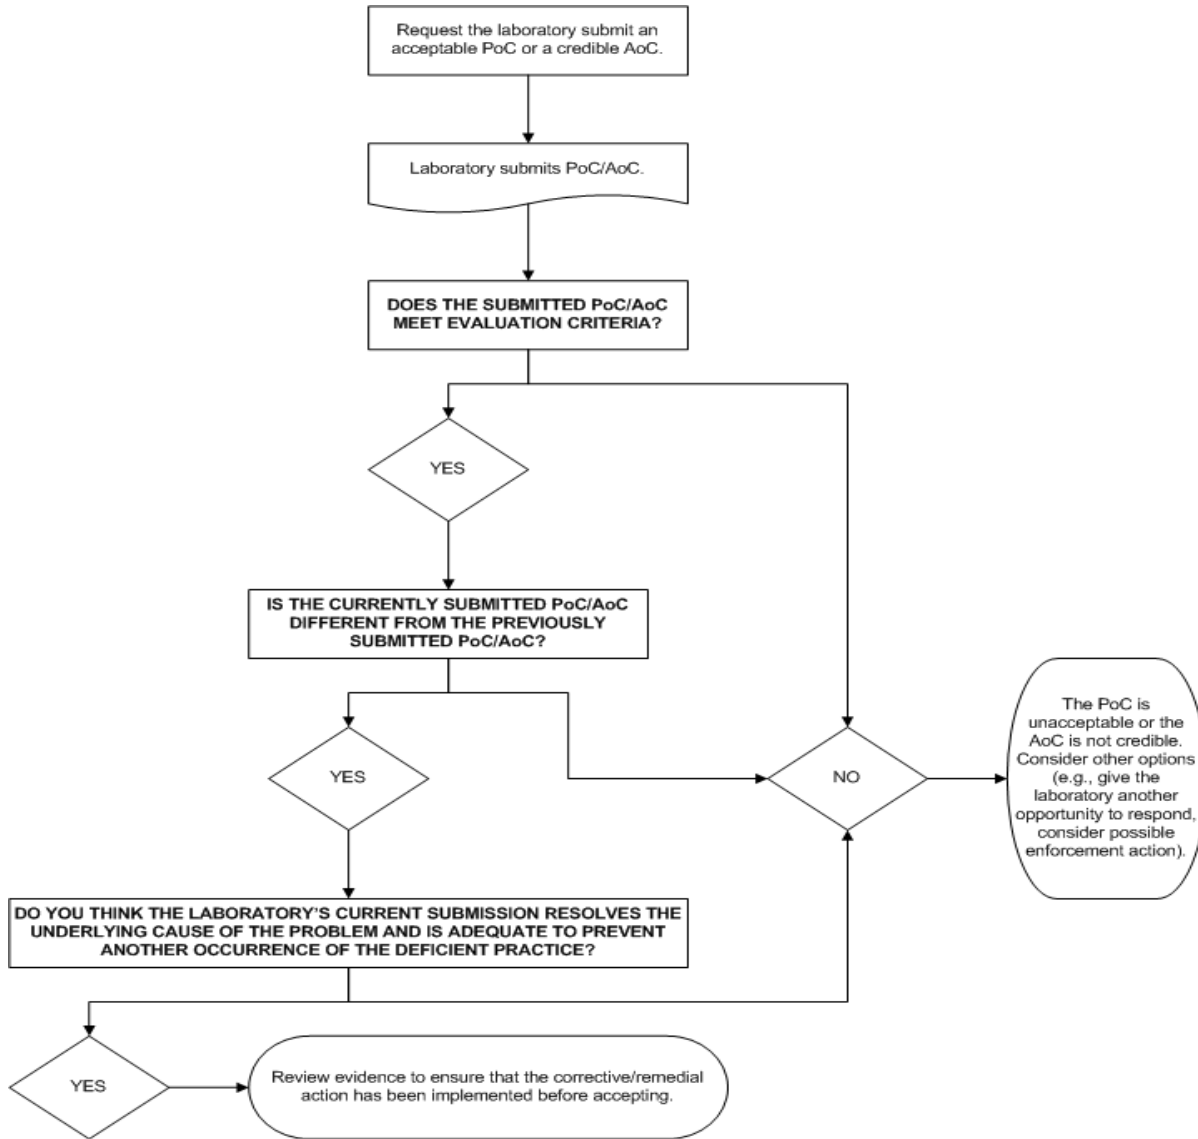 Request the laboratory submit an
acceptable PoC or a credible AoC.
Laboratory submits PoC/AoC.
DOES THE SUBMITTED PoC/AoC
MEET EVALUATION CRITERIA?
YES
IS THE CURRENTLY SUBMITTED PoC/AoC
DIFFERENT FROM THE PREVIOUSLY
SUBMITTED PoC/AoC?
YES
NO
The PoC is
unacceptable or the
AoC is not credible.
Consider other options
(e.g., give the
laboratory another
opportunity to respond,
consider possible
enforcement action).
DO YOU THINK THE LABORATORY'S CURRENT SUBMISSION RESOLVES THE
UNDERLYING CAUSE OF THE PROBLEM AND IS ADEQUATE TO PREVENT
ANOTHER OCCURRENCE OF THE DEFICIENT PRACTICE?
YES
Review evidence to ensure that the corrective/remedial
action has been implemented before accepting.